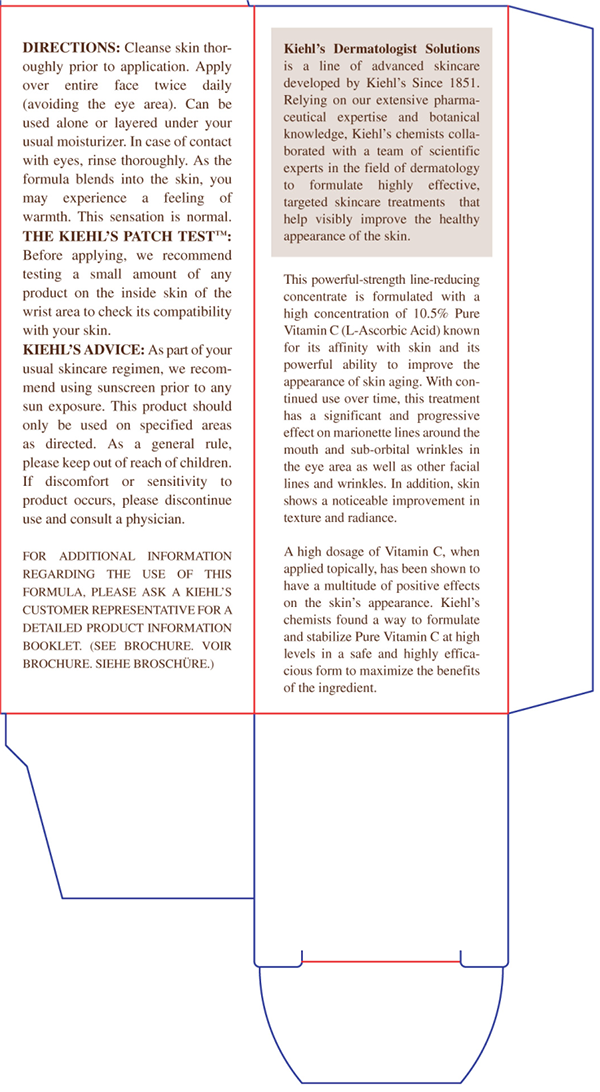 DIRECTIONS: Cleanse skin thor-
oughly prior to application. Apply
over entire face twice daily
(avoiding the eye area). Can be
used alone or layered under your
usual moisturizer. In case of contact
with eyes, rinse thoroughly. As the
formula blends into the skin, you
may experience a feeling of
warmth. This sensation is normal.
THE KIEHL'S PATCH TEST™:
Before applying, we recommend
testing a small amount of any
product on the inside skin of the
wrist area to check its compatibility
with your skin.
KIEHL'S ADVICE: As part of your
usual skincare regimen, we recom-
mend using sunscreen prior to any
sun exposure. This product should
only be used on specified areas
as directed. As a general rule,
please keep out of reach of children.
If discomfort or sensitivity to
product occurs, please discontinue
use and consult a physician.
FOR ADDITIONAL INFORMATION
REGARDING THE USE OF THIS
FORMULA, PLEASE ASK A KIEHL'S
CUSTOMER REPRESENTATIVE FOR A
DETAILED PRODUCT INFORMATION
BOOKLET. (SEE BROCHURE. VOIR
BROCHURE. SIEHE BROSCHÜRE.)
Kiehl's Dermatologist Solutions
is a line of advanced skincare
developed by Kiehl's Since 1851.
Relying on our extensive pharma-
ceutical expertise and botanical
knowledge, Kiehl's chemists colla-
borated with a team of scientific
experts in the field of dermatology
to formulate highly effective,
targeted skincare treatments that
help visibly improve the healthy
appearance of the skin.
This powerful-strength line-reducing
concentrate is formulated with a
high concentration of 10.5% Pure
Vitamin C (L-Ascorbic Acid) known
for its affinity with skin and its
powerful ability to improve the
appearance of skin aging. With con-
tinued use over time, this treatment
has a significant and progressive
effect on marionette lines around the
mouth and sub-orbital wrinkles in
the eye area as well as other facial
lines and wrinkles. In addition, skin
shows a noticeable improvement in
texture and radiance.
A high dosage of Vitamin C, when
applied topically, has been shown to
have a multitude of positive effects
on the skin's appearance. Kiehl's
chemists found a way to formulate
and stabilize Pure Vitamin C at high
levels in a safe and highly effica-
cious form to maximize the benefits
of the ingredient.